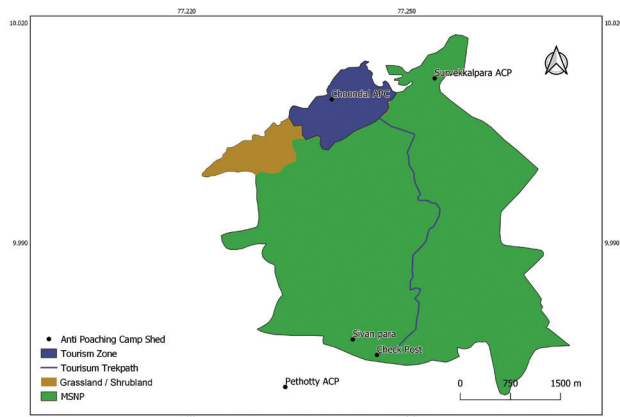 77.220
77.250
10.020
10.02
Survekkalpara ACP
Choondal APC
9.990
9.990
Sivan para
Check Post
Pethotty ACP
Anti Poaching Camp Shed
Tourism Zone
Tourisum Trekpath
Grassland / Shrubland
MSNP
0 750 1500 m